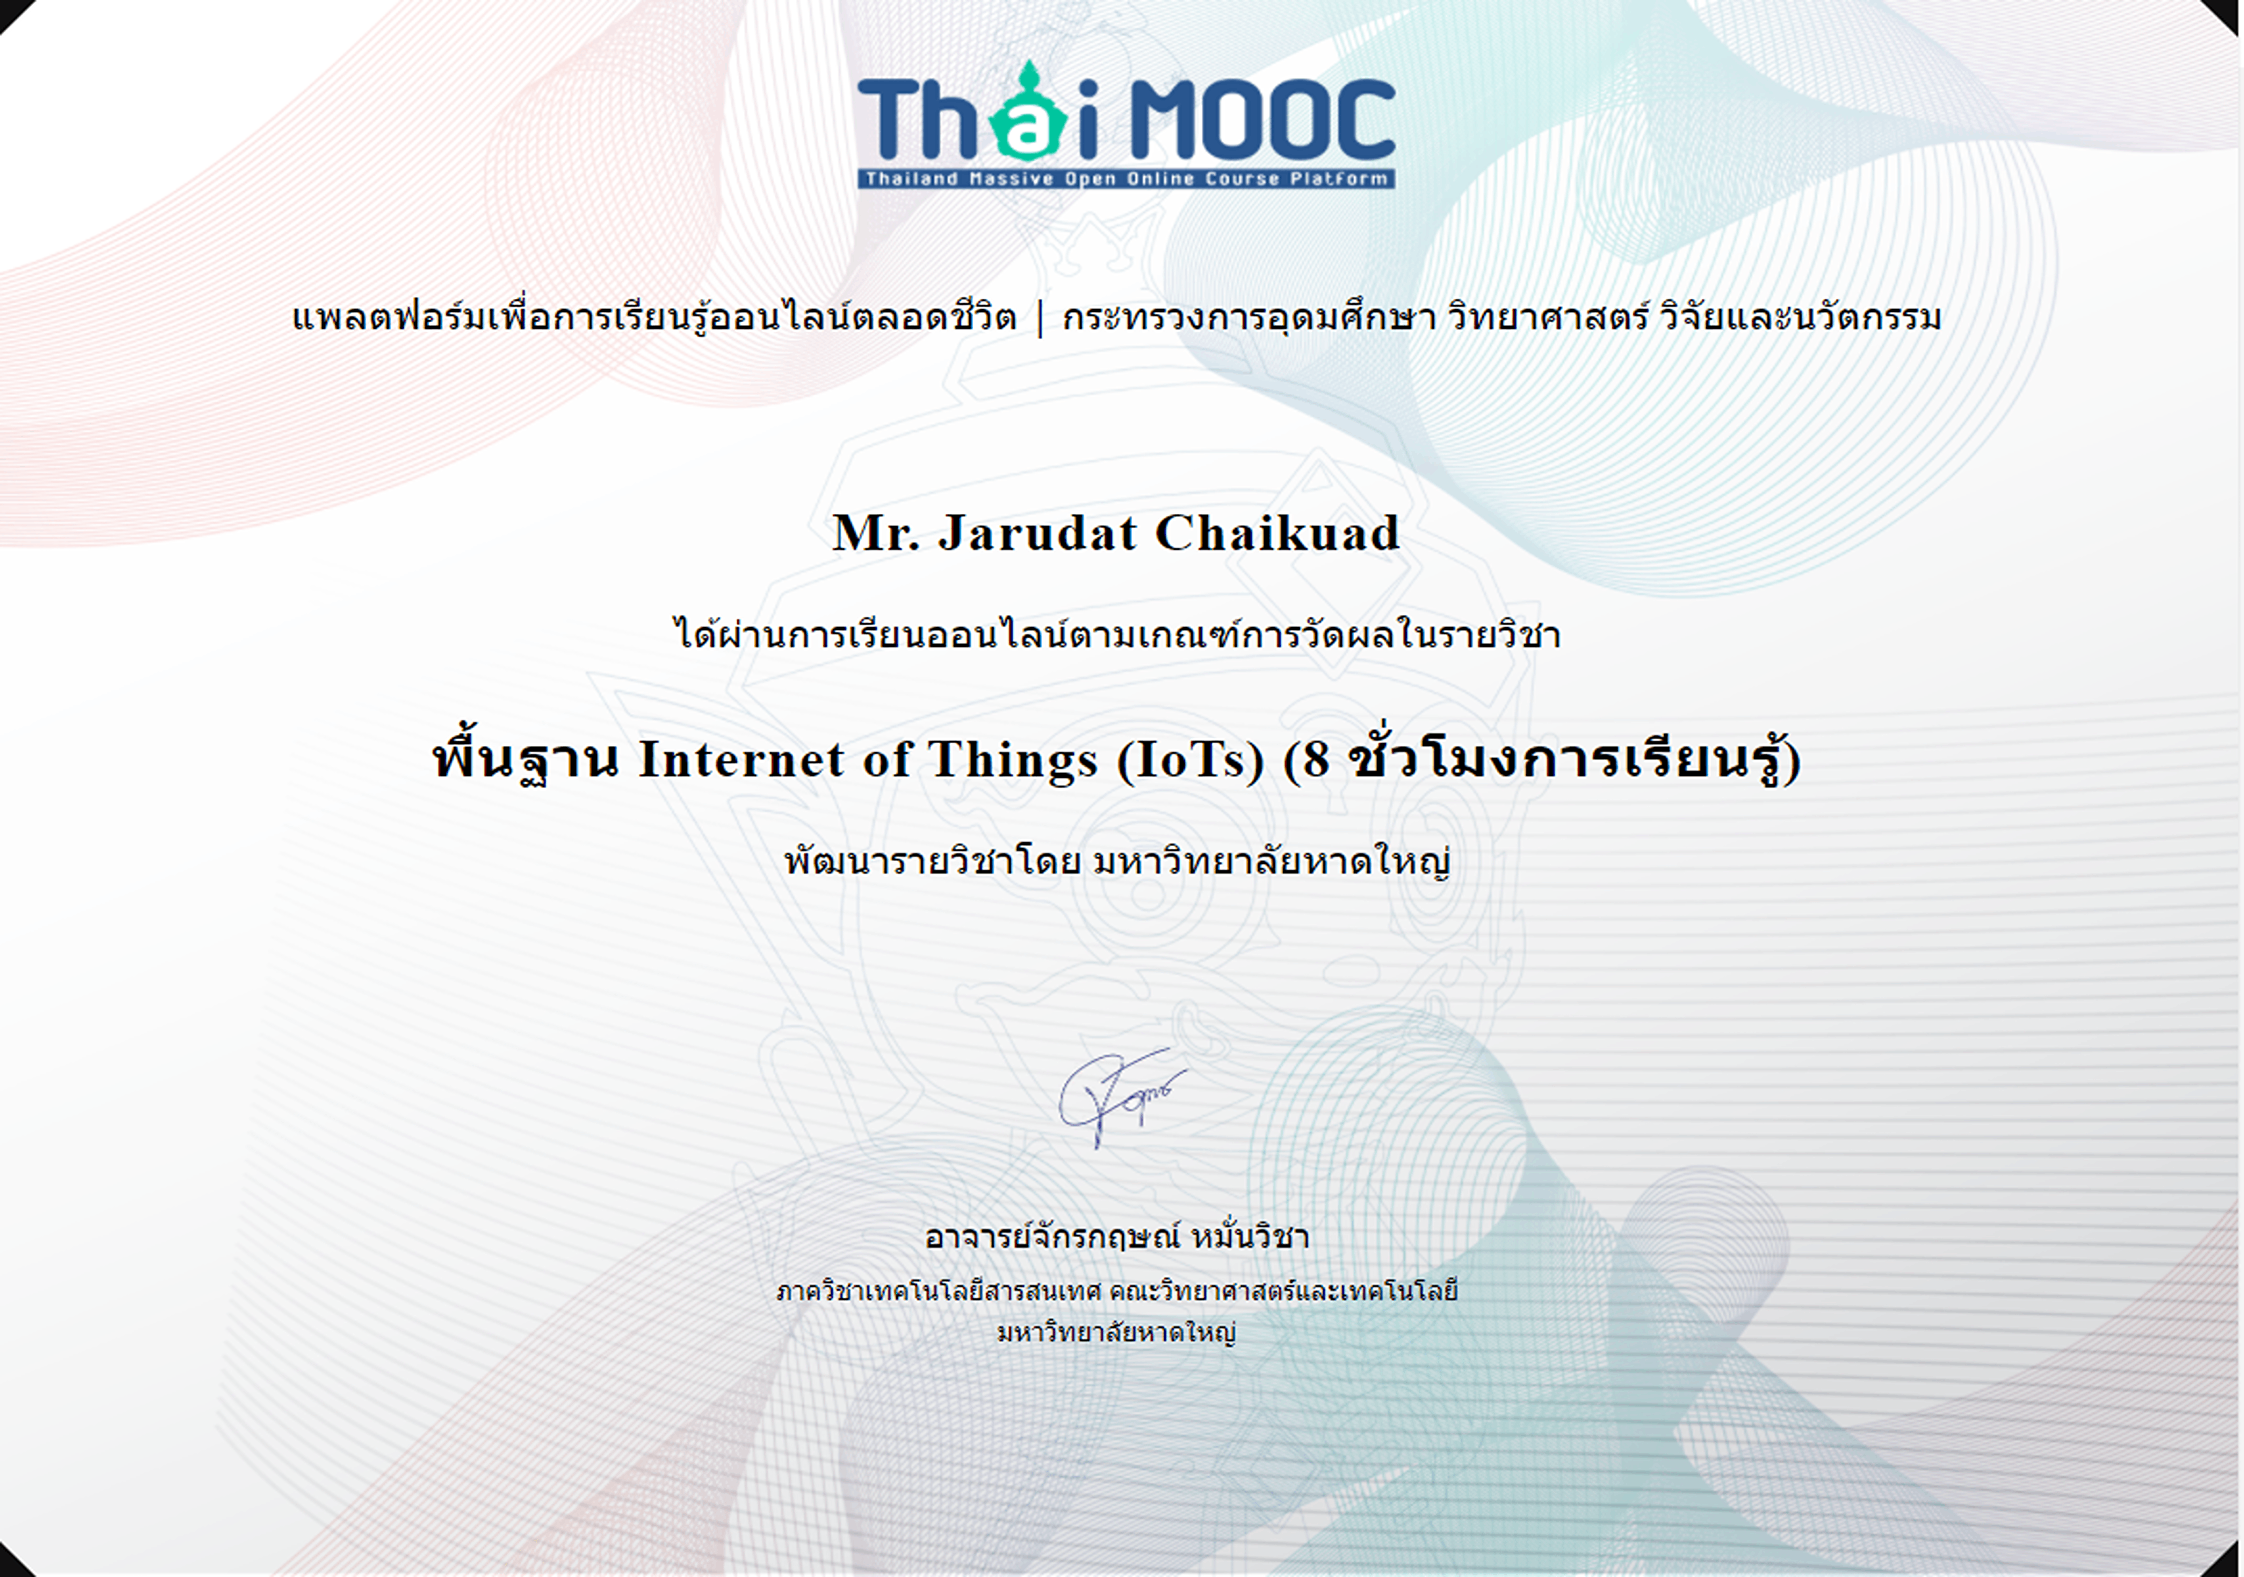 Thai MOOC
Thailand Massive Open Online Course Platform
แพลตฟอร์มเพื่อการเรียนรู้ออนไลน์ตลอดชีวิต | กระทรวงการอุดมศึกษา วิทยาศาสตร์ วิจัยและนวัตกรรม
Mr. Jarudat Chaikuad
ได้ผ่านการเรียนออนไลน์ตามเกณฑ์การวัดผลในรายวิชา
พื้นฐาน Internet of Things (IoTs) (8 ชั่วโมงการเรียนรู้)
พัฒนารายวิชาโดย มหาวิทยาลัยหาดใหญ่
อาจารย์จักรกฤษณ์ หมั่นวิชา
ภาควิชาเทคโนโลยีสารสนเทศ คณะวิทยาศาสตร์และเทคโนโลยี
มหาวิทยาลัยหาดใหญ่